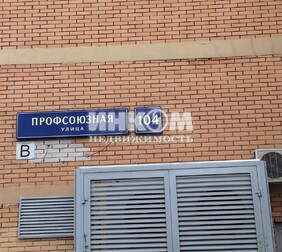 ПРОФСОЮЗНАЯ
УЛИЦА
104
ИНКОМ
НЕДВИЖИМОСТЬ
В